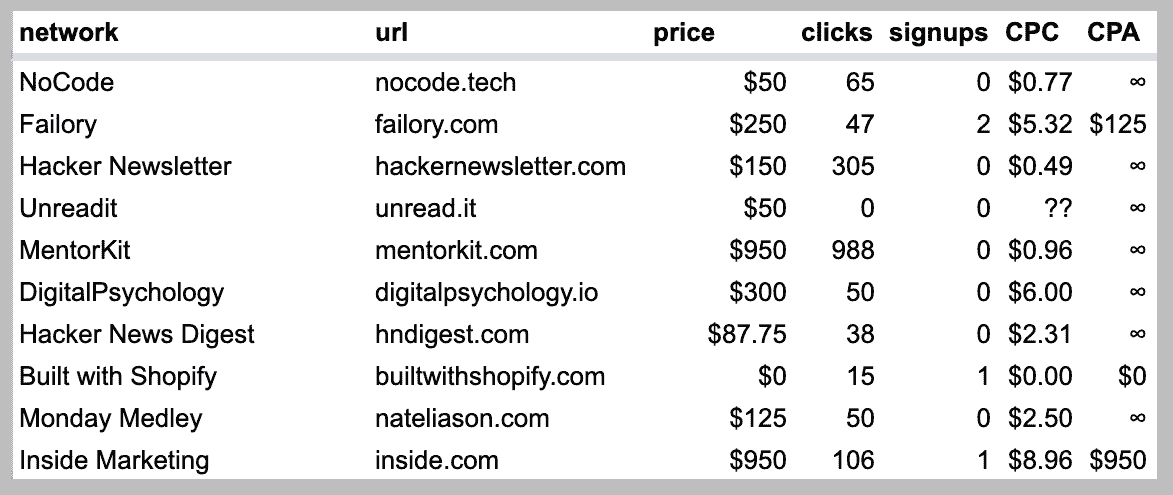 network url price clicks signups CPC CPA
NoCode nocode.tech $50 65 0 $0.77 ∞
Failory failory.com $250 47 2 $5.32 $125
Hacker Newsletter hackernewsletter.com $150 305 0 $0.49 ∞
Unreadit unread.it $50 0 0 ?? ∞
MentorKit mentorkit.com $950 988 0 $0.96 ∞
DigitalPsychology digitalpsychology.io $300 50 0 $6.00 ∞
Hacker News Digest hndigest.com $87.75 38 0 $2.31 ∞
Built with Shopify builtwithshopify.com $0 15 1 $0.00 $0
Monday Medley nateliason.com $125 50 0 $2.50 ∞
Inside Marketing inside.com $950 106 1 $8.96 $950